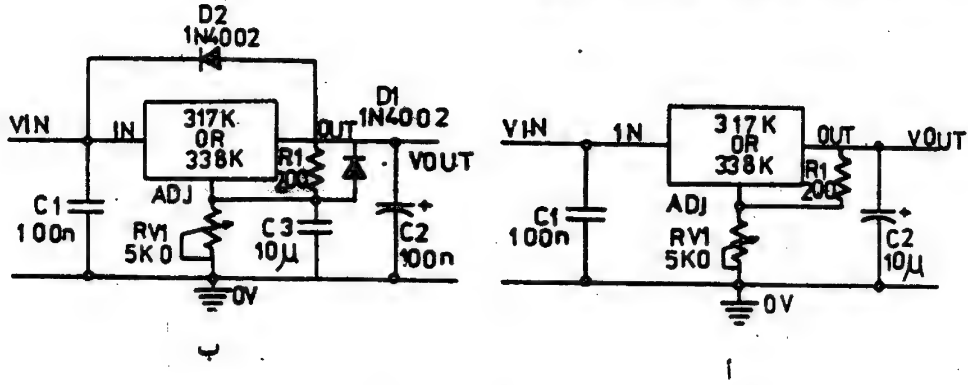 D2
1N4002
VIN
IN
317K
OR
338K
OUT
D1
1N4002
VOUT
R1
200
ADJ
C1
100n
RV1
5K0
C3
10μ
C2
100n
+
0V
ب
VIN
IN
317K
OR
338K
OUT
VOUT
R1
200
ADJ
C1
100n
RV1
5K0
+
C2
10μ
0V
أ